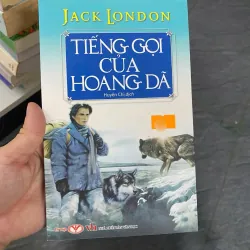 JACK LONDON
TIẾNG GỌI
CỦA
HOANG DÃ